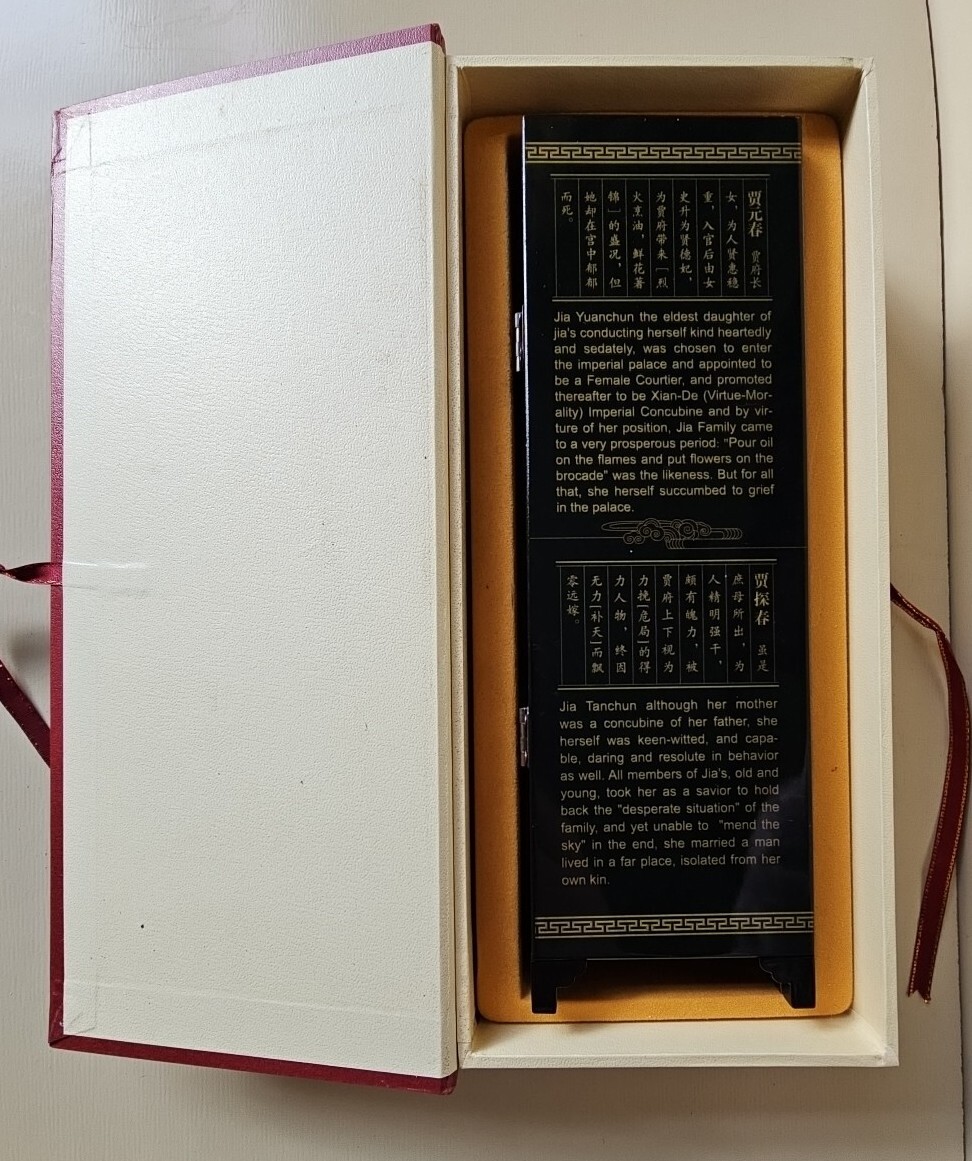 贾元春 贾府长
女，为人贤惠稳
重，入宫后由女
史升为贤德妃，
为贾府带来［烈
火烹油，鲜花著
锦］的盛况，但
她却在宫中郁郁
而死。
Jia Yuanchun the eldest daughter of
jia's conducting herself kind heartedly
and sedately, was chosen to enter
the imperial palace and appointed to
be a Female Courtier, and promoted
thereafter to be Xian-De (Virtue-Mor-
ality) Imperial Concubine and by vir-
ture of her position, Jia Family came
to a very prosperous period: "Pour oil
on the flames and put flowers on the
brocade" was the likeness. But for all
that, she herself succumbed to grief
in the palace.
贾探春 虽是
庶母所出，为
人精明强干，
颇有魄力，被
贾府上下视为
力挽［危局］的得
力人物，终因
无力［补天］而飘
零远嫁。
Jia Tanchun although her mother
was a concubine of her father, she
herself was keen-witted, and capa-
ble, daring and resolute in behavior
as well. All members of Jia's, old and
young, took her as a savior to hold
back the "desperate situation" of the
family, and yet unable to "mend the
sky" in the end, she married a man
lived in a far place, isolated from her
own kin.